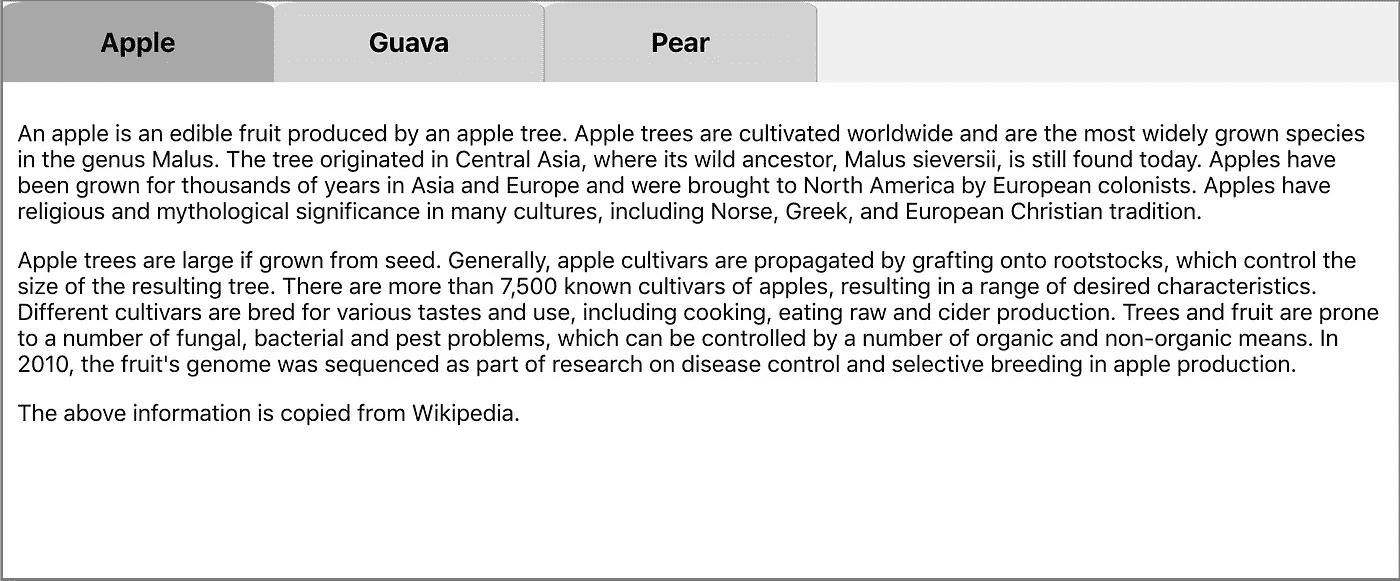 Apple Guava Pear
An apple is an edible fruit produced by an apple tree. Apple trees are cultivated worldwide and are the most widely grown species
in the genus Malus. The tree originated in Central Asia, where its wild ancestor, Malus sieversii, is still found today. Apples have
been grown for thousands of years in Asia and Europe and were brought to North America by European colonists. Apples have
religious and mythological significance in many cultures, including Norse, Greek, and European Christian tradition.
Apple trees are large if grown from seed. Generally, apple cultivars are propagated by grafting onto rootstocks, which control the
size of the resulting tree. There are more than 7,500 known cultivars of apples, resulting in a range of desired characteristics.
Different cultivars are bred for various tastes and use, including cooking, eating raw and cider production. Trees and fruit are prone
to a number of fungal, bacterial and pest problems, which can be controlled by a number of organic and non-organic means. In
2010, the fruit's genome was sequenced as part of research on disease control and selective breeding in apple production.
The above information is copied from Wikipedia.